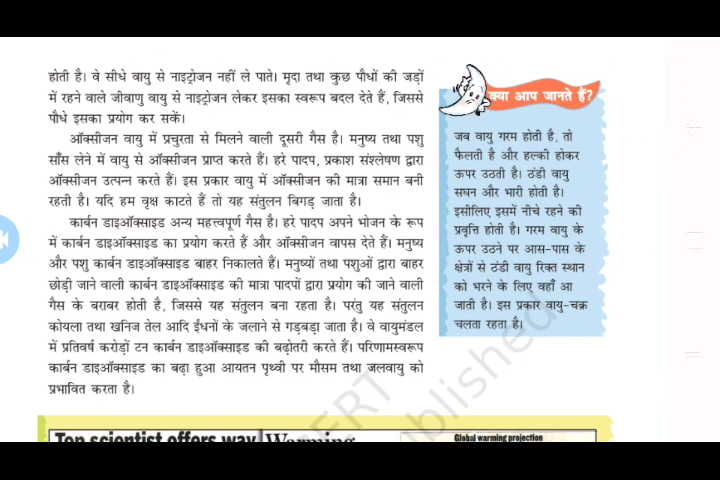 होती है। वे सीधे वायु से नाइट्रोजन नहीं ले पाते। मृदा तथा कुछ पौधों की जड़ों
में रहने वाले जीवाणु वायु से नाइट्रोजन लेकर इसका स्वरूप बदल देते हैं, जिससे
पौधे इसका प्रयोग कर सकें।
ऑक्सीजन वायु में प्रचुरता से मिलने वाली दूसरी गैस है। मनुष्य तथा पशु
साँस लेने में वायु से ऑक्सीजन प्राप्त करते हैं। हरे पादप, प्रकाश संश्लेषण द्वारा
ऑक्सीजन उत्पन्न करते हैं। इस प्रकार वायु में ऑक्सीजन की मात्रा समान बनी
रहती है। यदि हम वृक्ष काटते हैं तो यह संतुलन बिगड़ जाता है।
कार्बन डाइऑक्साइड अन्य महत्त्वपूर्ण गैस है। हरे पादप अपने भोजन के रूप
में कार्बन डाइऑक्साइड का प्रयोग करते हैं और ऑक्सीजन वापस देते हैं। मनुष्य
और पशु कार्बन डाइऑक्साइड बाहर निकालते हैं। मनुष्यों तथा पशुओं द्वारा बाहर
छोड़ी जाने वाली कार्बन डाइऑक्साइड की मात्रा पादपों द्वारा प्रयोग की जाने वाली
गैस के बराबर होती है, जिससे यह संतुलन बना रहता है। परंतु यह संतुलन
कोयला तथा खनिज तेल आदि ईंधनों के जलाने से गड़बड़ा जाता है। वे वायुमंडल
में प्रतिवर्ष करोड़ों टन कार्बन डाइऑक्साइड की बढ़ोतरी करते हैं। परिणामस्वरूप
कार्बन डाइऑक्साइड का बढ़ा हुआ आयतन पृथ्वी पर मौसम तथा जलवायु को
प्रभावित करता है।
क्या आप जानते हैं?
जब वायु गरम होती है, तो
फैलती है और हल्की होकर
ऊपर उठती है। ठंडी वायु
सघन और भारी होती है।
इसीलिए इसमें नीचे रहने की
प्रवृत्ति होती है। गरम वायु के
ऊपर उठने पर आस-पास के
क्षेत्रों से ठंडी वायु रिक्त स्थान
को भरने के लिए वहाँ आ
जाती है। इस प्रकार वायु-चक्र
चलता रहता है।
Top scientist offers way
Warming
Global warming projection